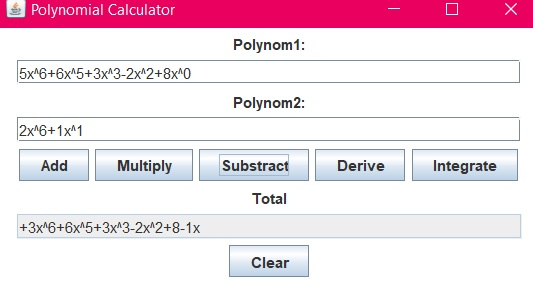 Polynomial Calculator
Polynom1:
5x^6+6x^5+3x^3-2x^2+8x^0
Polynom2:
2x^6+1x^1
Add Multiply Substract Derive Integrate
Total
+3x^6+6x^5+3x^3-2x^2+8-1x
Clear